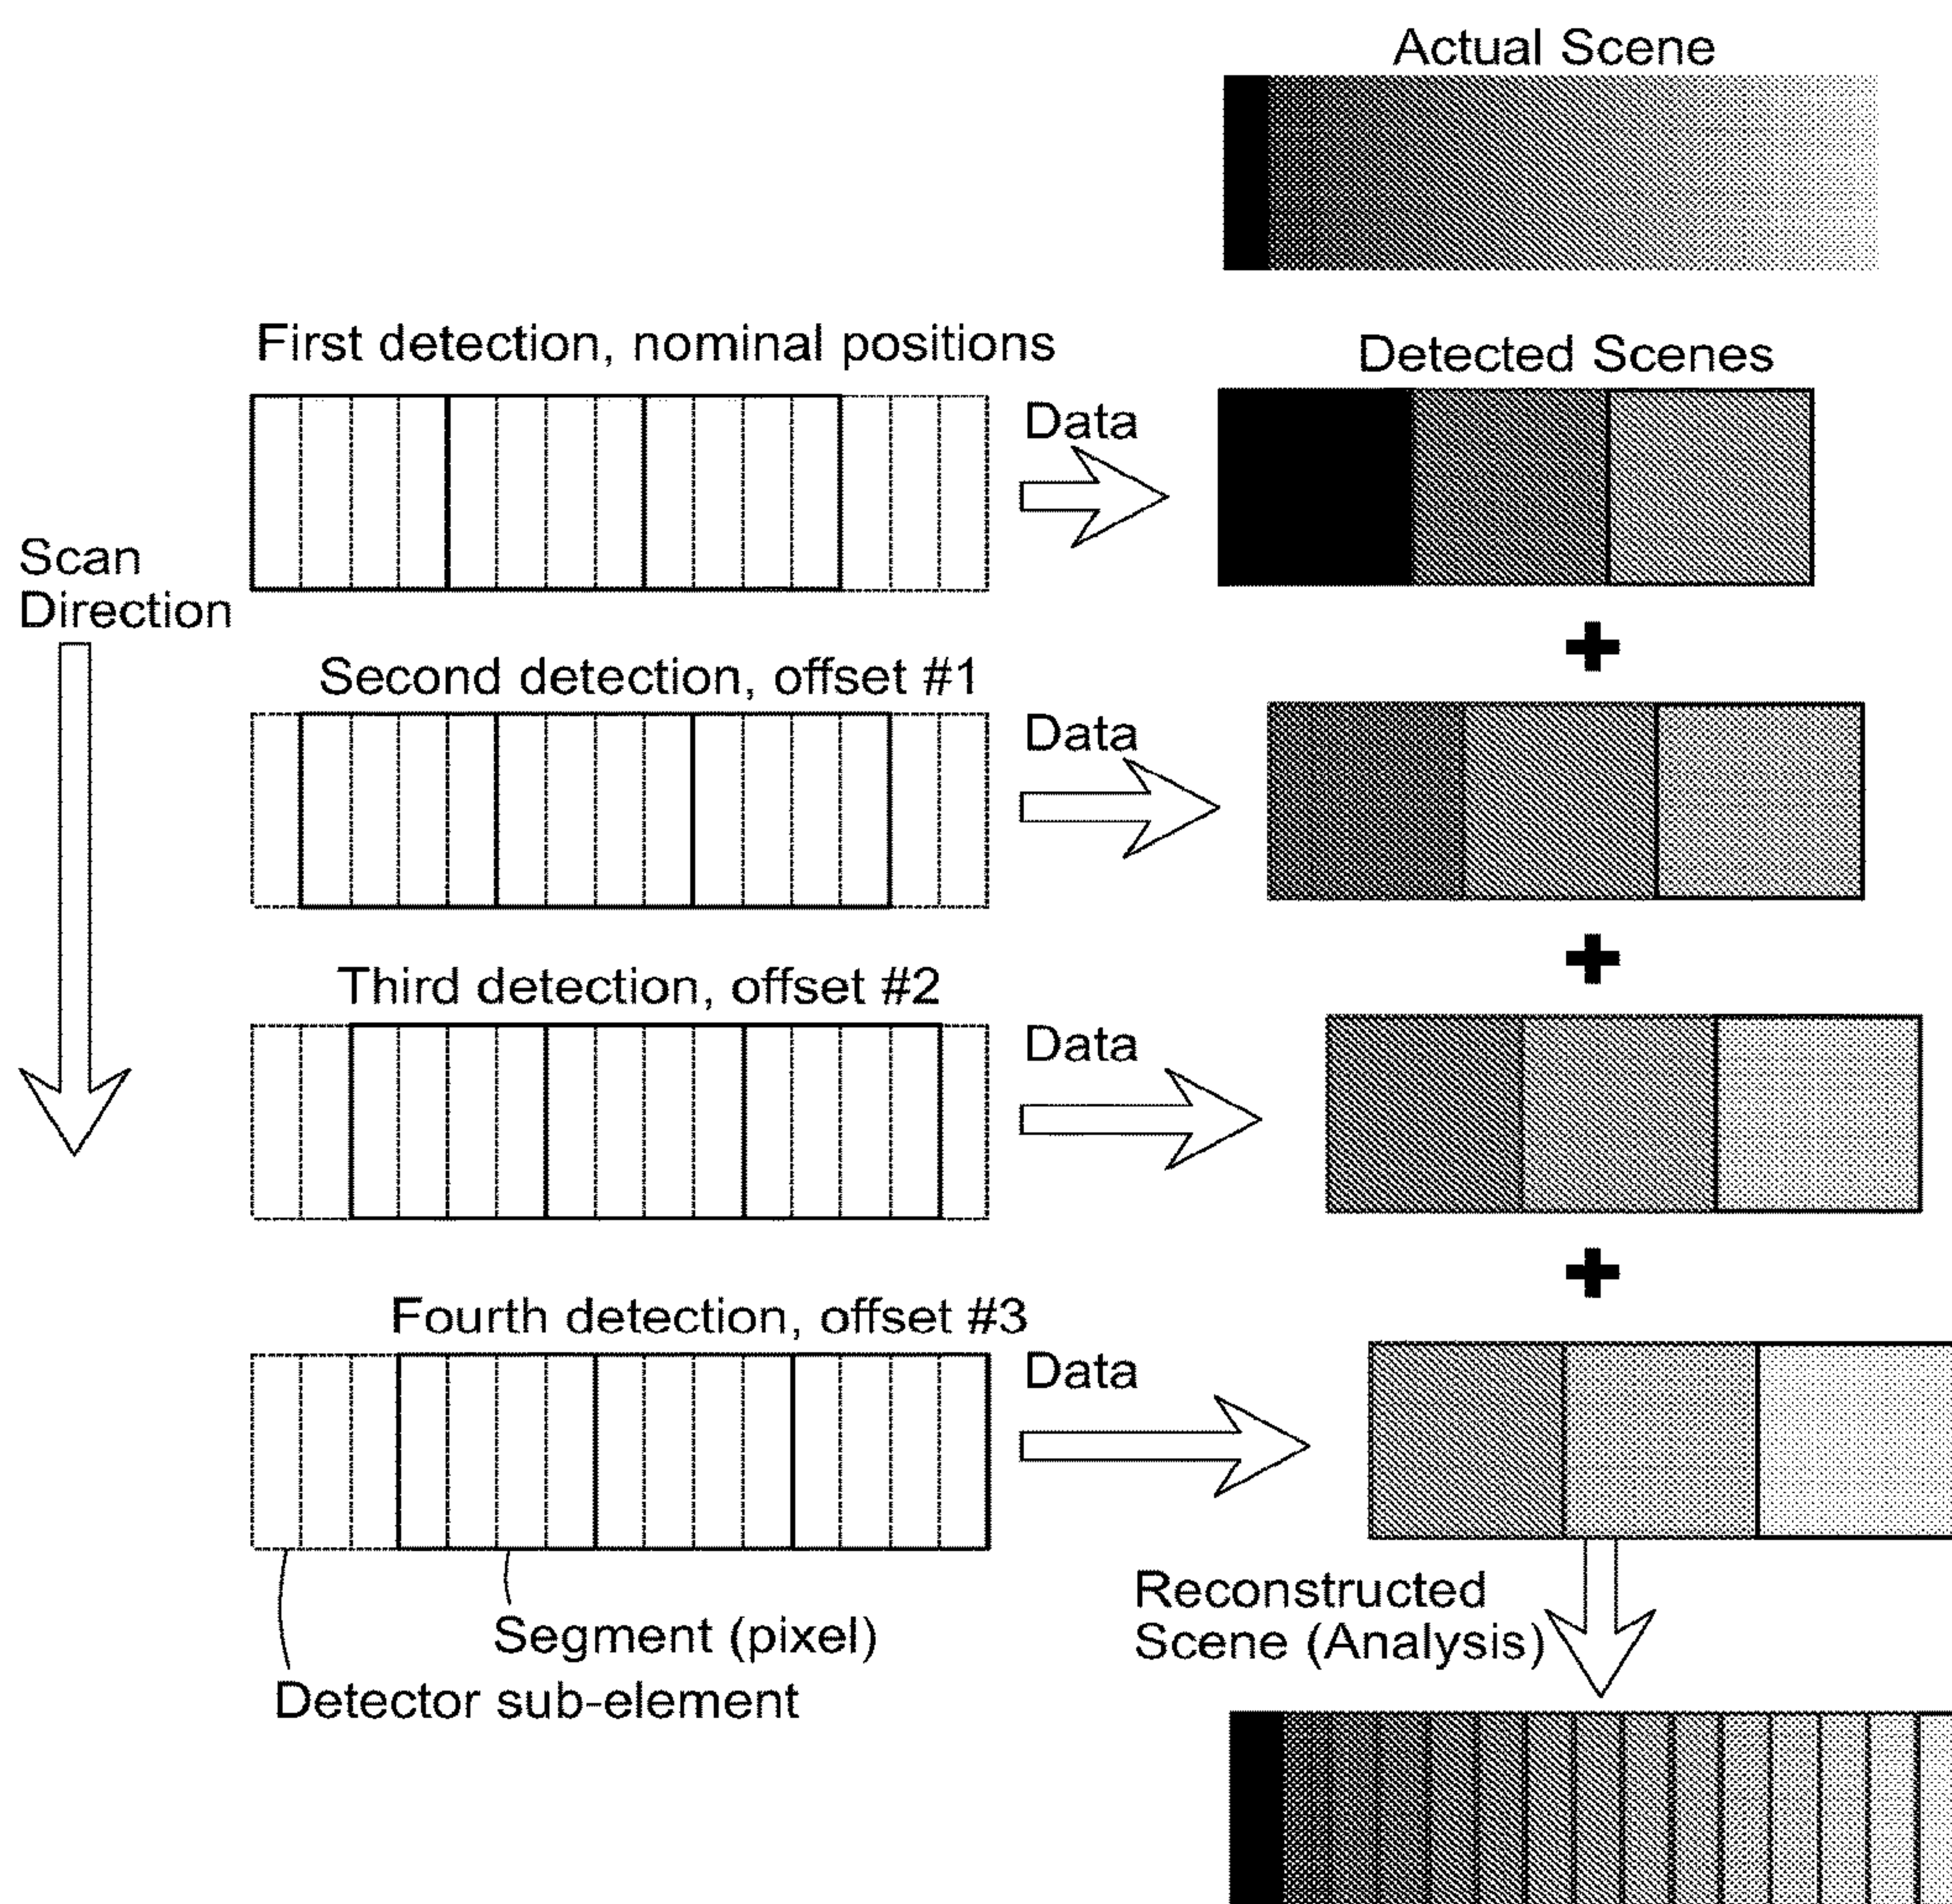 Actual Scene
First detection, nominal positions
Detected Scenes
Data
Scan
Direction
Second detection, offset #1
Data
Third detection, offset #2
Data
Fourth detection, offset #3
Data
Segment (pixel)
Detector sub-element
Reconstructed
Scene (Analysis)